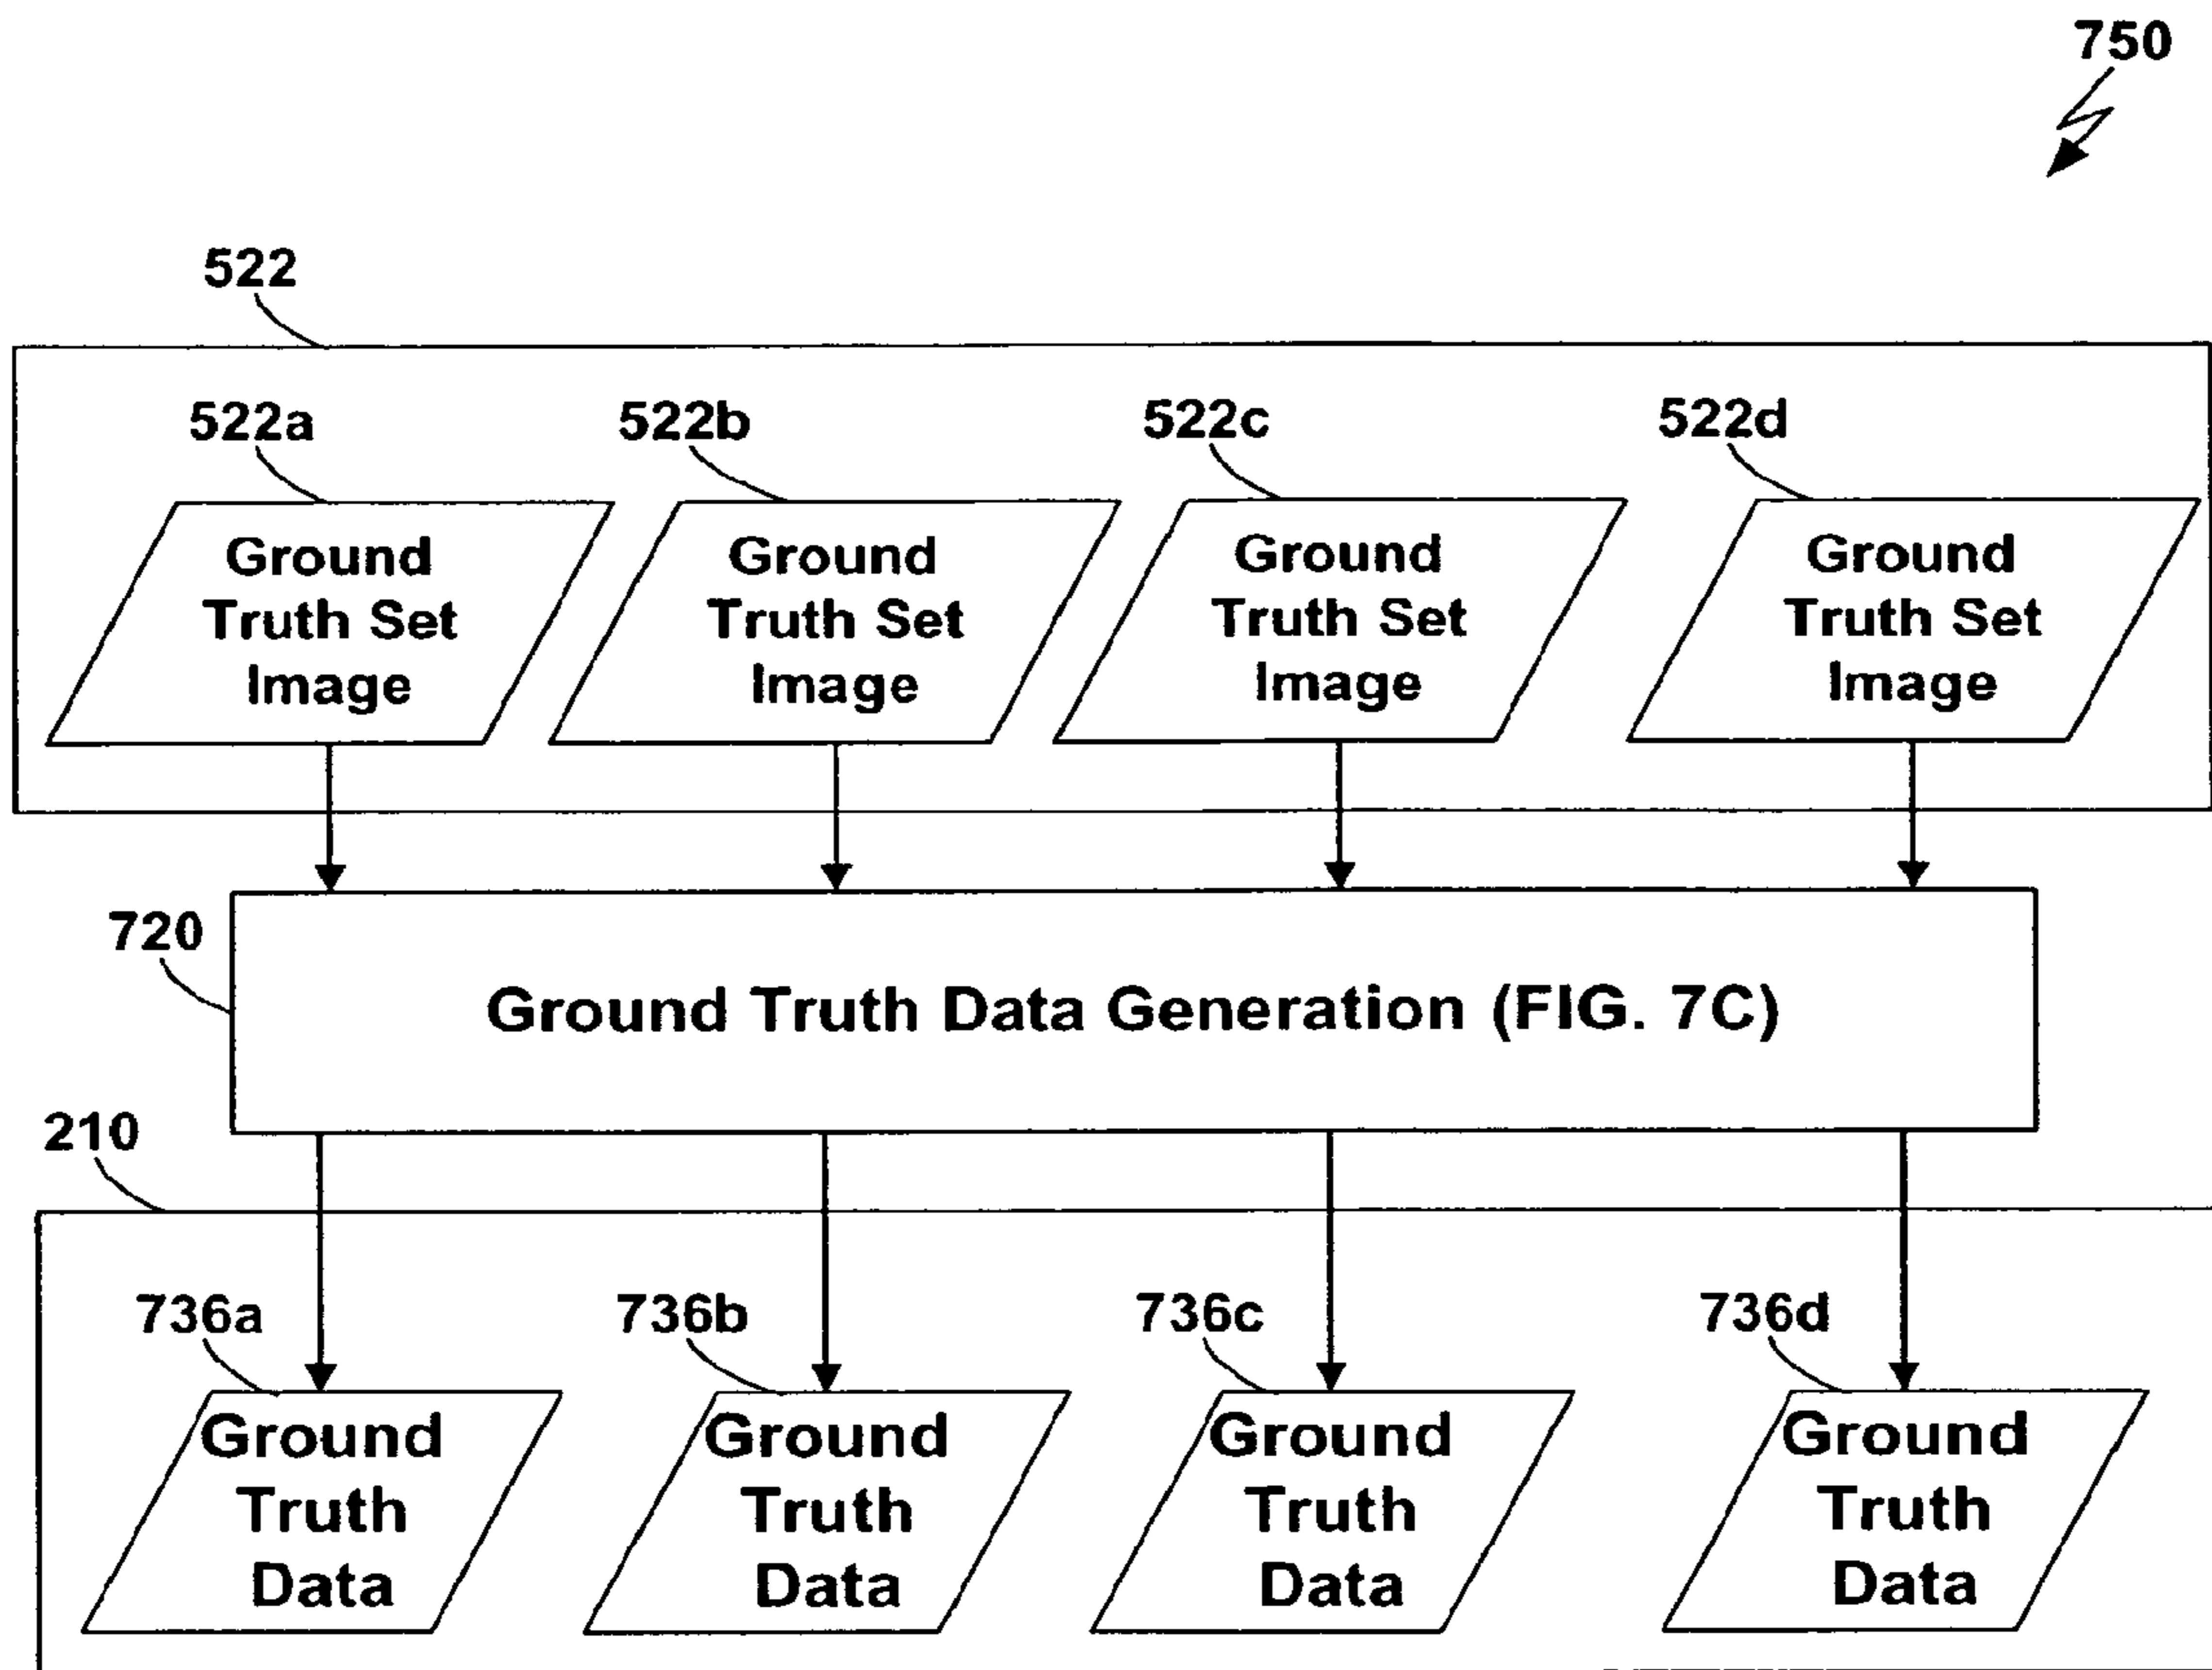 750
522
522a
522b
522c
522d
Ground
Truth Set
Image
Ground
Truth Set
Image
Ground
Truth Set
Image
Ground
Truth Set
Image
720
Ground Truth Data Generation (FIG. 7C)
210
736a
736b
736c
736d
Ground
Truth
Data
Ground
Truth
Data
Ground
Truth
Data
Ground
Truth
Data